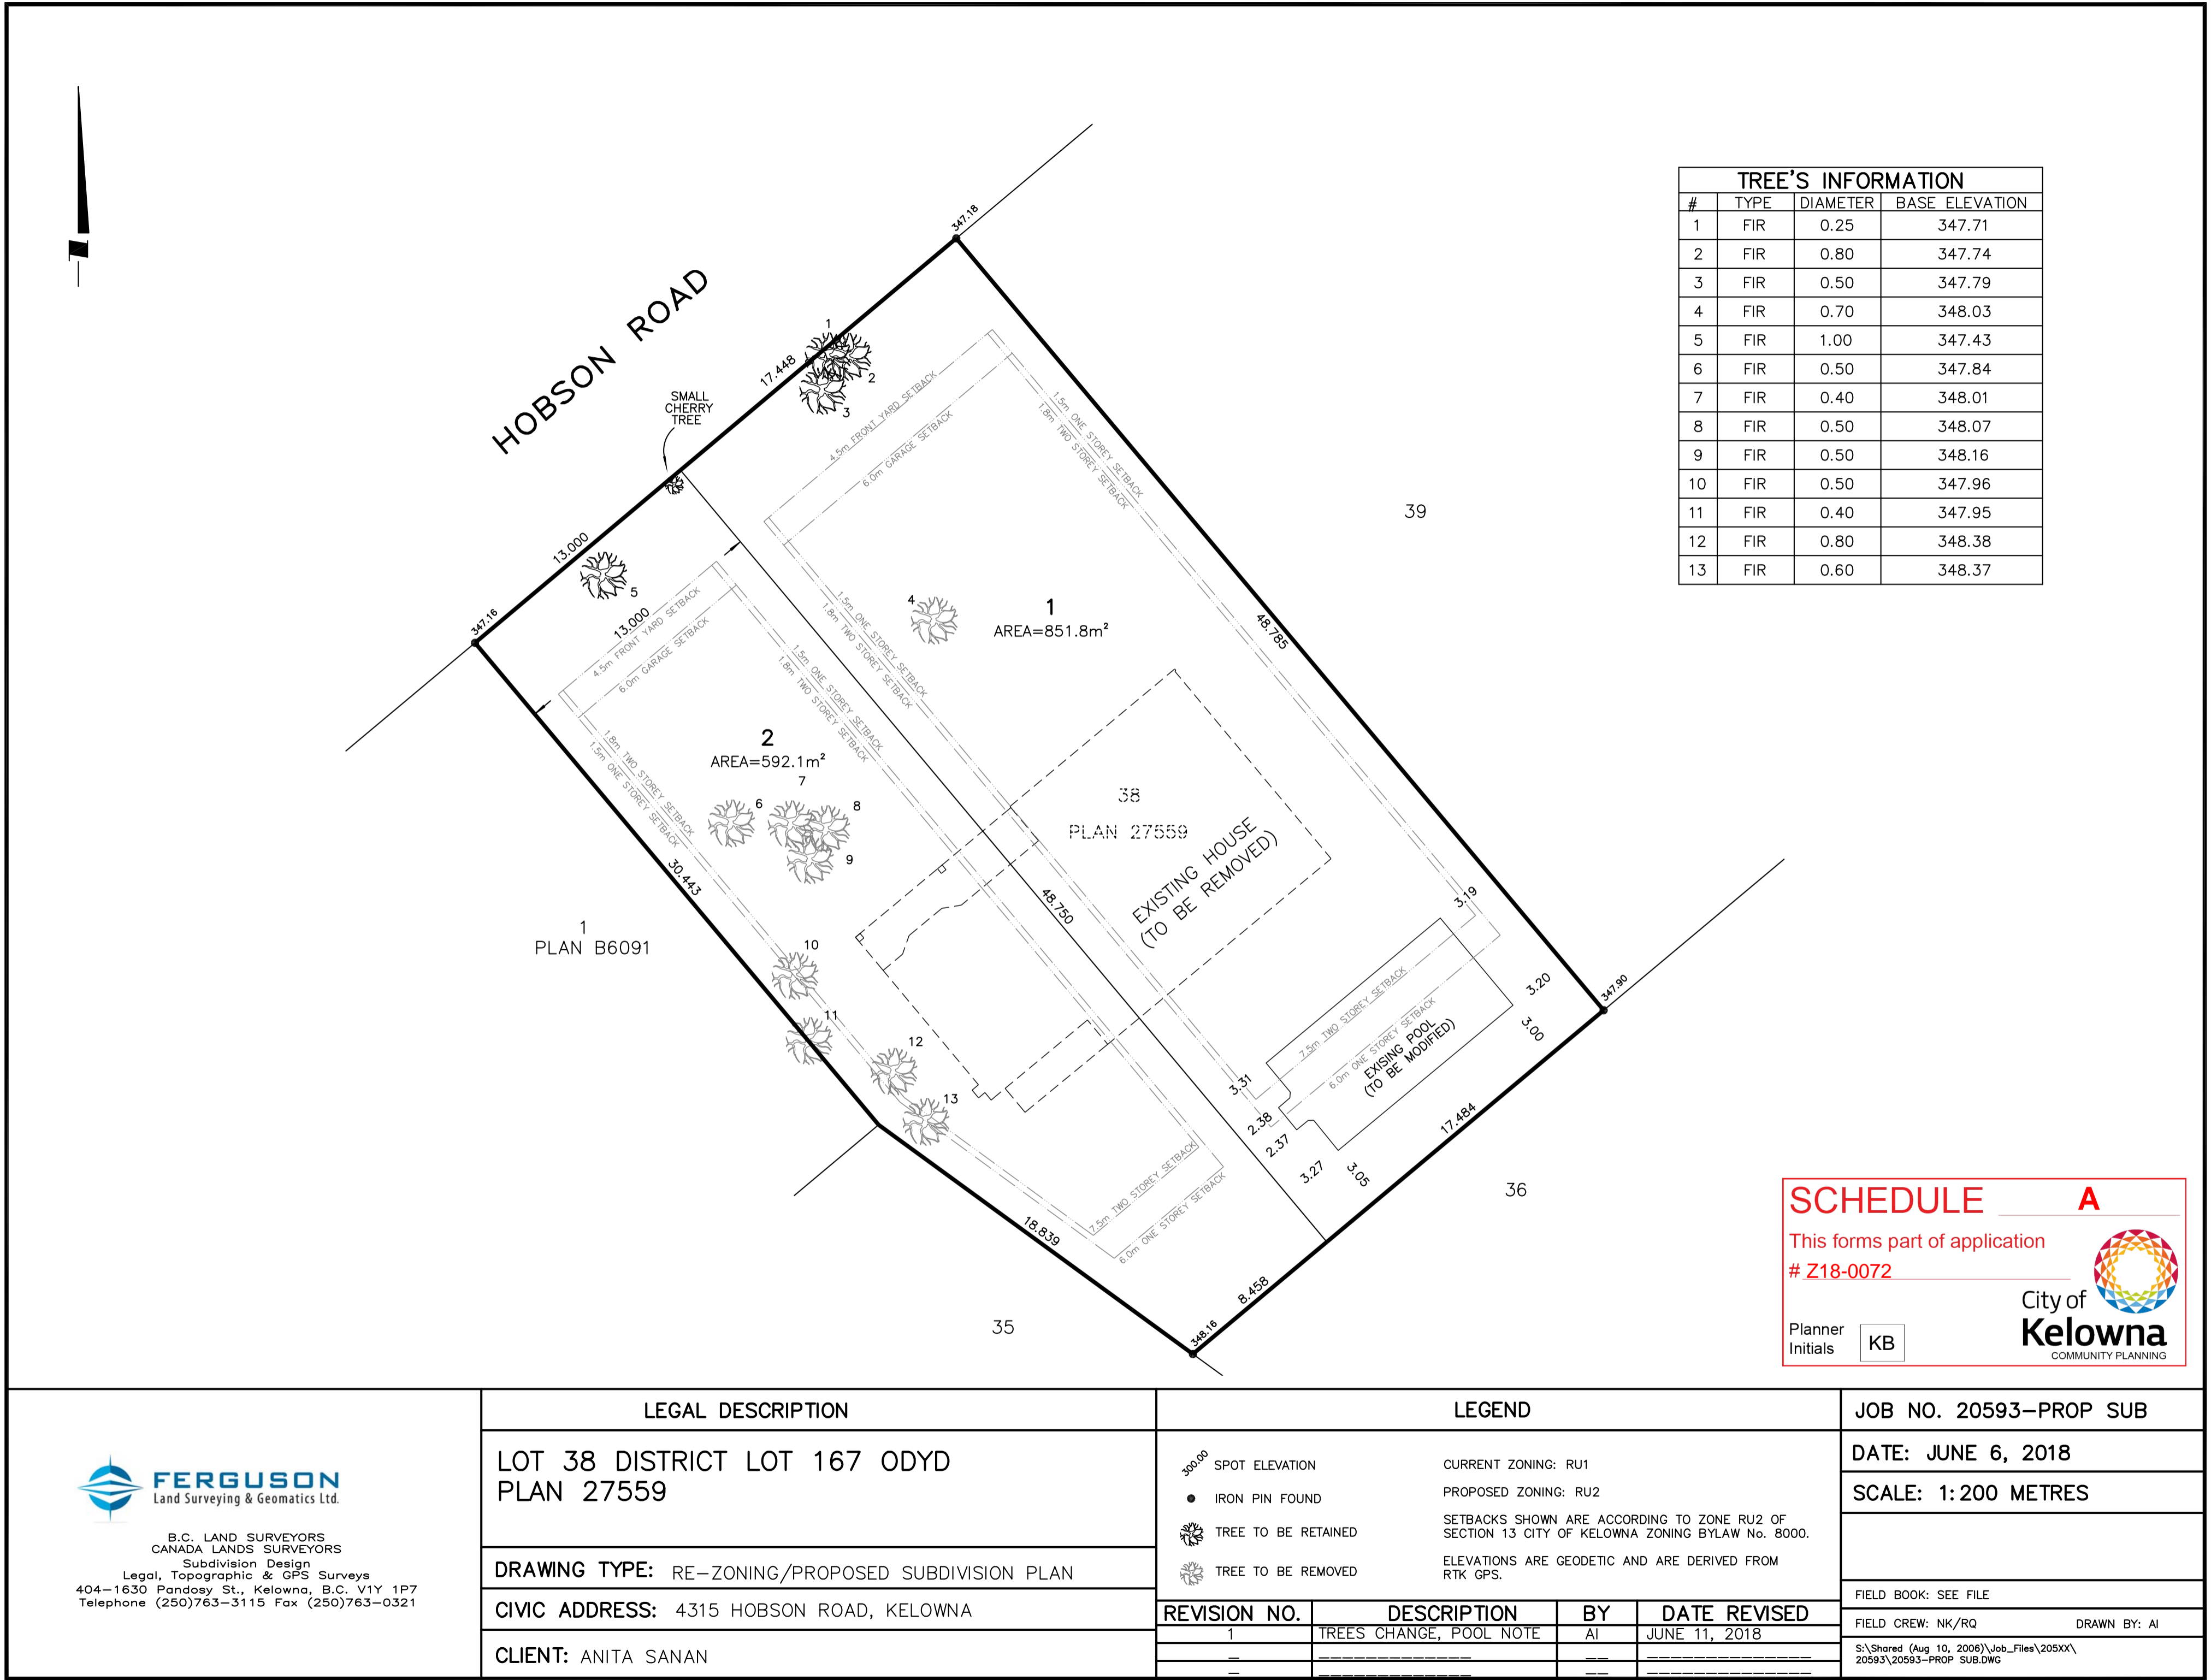 HOBSON ROAD
347.18
17.448
SMALL
CHERRY
TREE
13.000
347.16
1
2
3
5
13.000
4.5m FRONT YARD SETBACK
6.0m GARAGE SETBACK
4.5m FRONT YARD SETBACK
6.0m GARAGE SETBACK
1.5m ONE STOREY SETBACK
1.8m TWO STOREY SETBACK
39
4
1
AREA=851.8m²
48.785
1.5m ONE STOREY SETBACK
1.8m TWO STOREY SETBACK
1.5m ONE STOREY SETBACK
1.8m TWO STOREY SETBACK
2
AREA=592.1m²
1.8m TWO STOREY SETBACK
1.5m ONE STOREY SETBACK
6
7
8
9
38
PLAN 27559
EXISTING HOUSE
(TO BE REMOVED)
30.443
48.750
1
PLAN B6091
10
11
12
13
3.19
3.20
3.00
347.90
7.5m TWO STOREY SETBACK
6.0m ONE STOREY SETBACK
EXISING POOL
(TO BE MODIFIED)
3.31
2.38
2.37
3.27
3.05
17.484
36
7.5m TWO STOREY SETBACK
6.0m ONE STOREY SETBACK
18.839
8.458
348.16
35
TREE'S INFORMATION
# TYPE DIAMETER BASE ELEVATION
1 FIR 0.25 347.71
2 FIR 0.80 347.74
3 FIR 0.50 347.79
4 FIR 0.70 348.03
5 FIR 1.00 347.43
6 FIR 0.50 347.84
7 FIR 0.40 348.01
8 FIR 0.50 348.07
9 FIR 0.50 348.16
10 FIR 0.50 347.96
11 FIR 0.40 347.95
12 FIR 0.80 348.38
13 FIR 0.60 348.37
SCHEDULE A
This forms part of application
# Z18-0072
City of
Kelowna
COMMUNITY PLANNING
Planner
Initials KB
FERGUSON
Land Surveying & Geomatics Ltd.
B.C. LAND SURVEYORS
CANADA LANDS SURVEYORS
Subdivision Design
Legal, Topographic & GPS Surveys
404-1630 Pandosy St., Kelowna, B.C. V1Y 1P7
Telephone (250)763-3115 Fax (250)763-0321
LEGAL DESCRIPTION
LOT 38 DISTRICT LOT 167 ODYD
PLAN 27559
DRAWING TYPE: RE-ZONING/PROPOSED SUBDIVISION PLAN
CIVIC ADDRESS: 4315 HOBSON ROAD, KELOWNA
CLIENT: ANITA SANAN
LEGEND
300.00 SPOT ELEVATION
IRON PIN FOUND
TREE TO BE RETAINED
TREE TO BE REMOVED
CURRENT ZONING: RU1
PROPOSED ZONING: RU2
SETBACKS SHOWN ARE ACCORDING TO ZONE RU2 OF
SECTION 13 CITY OF KELOWNA ZONING BYLAW No. 8000.
ELEVATIONS ARE GEODETIC AND ARE DERIVED FROM
RTK GPS.
REVISION NO. DESCRIPTION BY DATE REVISED
1 TREES CHANGE, POOL NOTE AI JUNE 11, 2018
JOB NO. 20593-PROP SUB
DATE: JUNE 6, 2018
SCALE: 1:200 METRES
FIELD BOOK: SEE FILE
FIELD CREW: NK/RQ DRAWN BY: AI
S:\Shared (Aug 10, 2006)\Job_Files\205XX\
20593\20593-PROP SUB.DWG